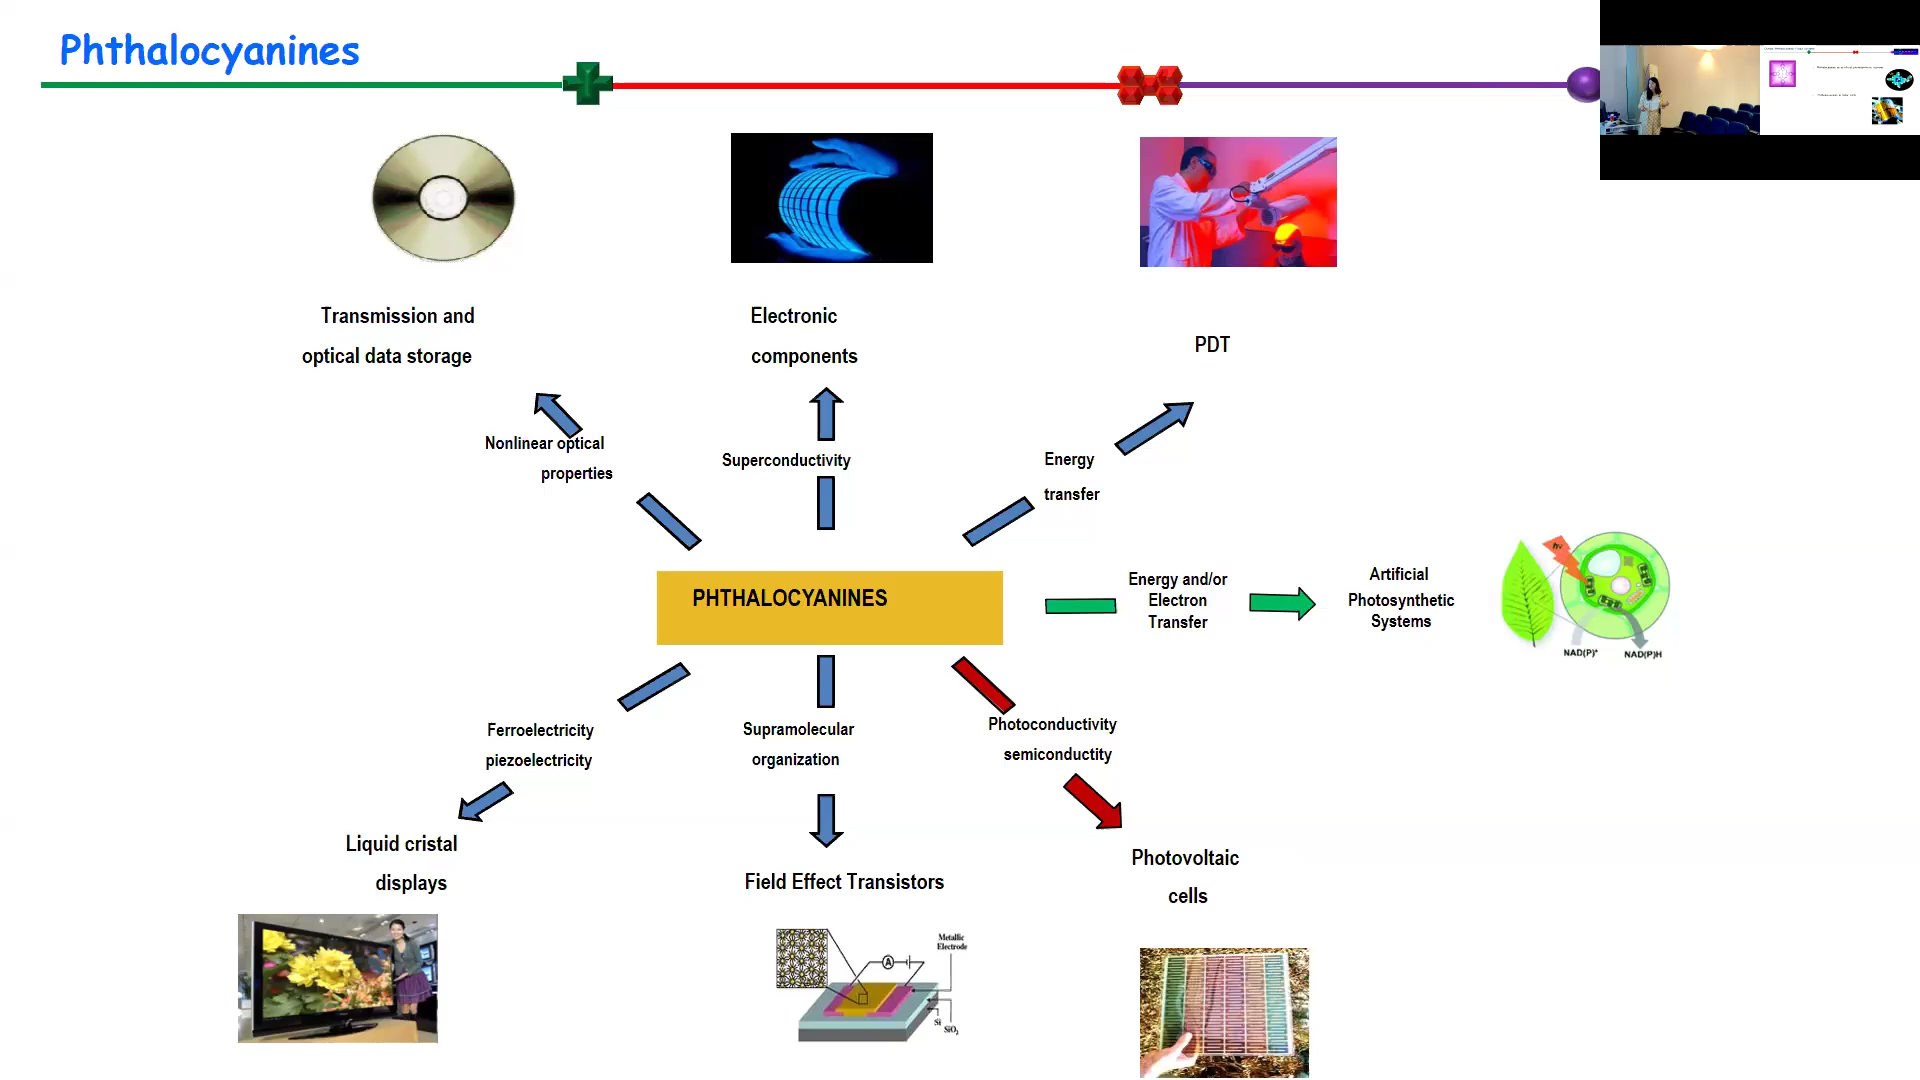 Phthalocyanines
Transmission and
optical data storage
Electronic
components
PDT
Nonlinear optical
properties
Superconductivity
Energy
transfer
PHTHALOCYANINES
Energy and/or
Electron
Transfer
Artificial
Photosynthetic
Systems
hν
NAD(P)⁺
NAD(P)H
Ferroelectricity
piezoelectricity
Supramolecular
organization
Photoconductivity
semiconductity
Liquid cristal
displays
Field Effect Transistors
Photovoltaic
cells
Metallic
Electrode
A
Si
SiO₂